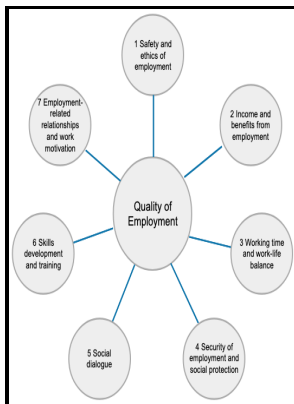 1 Safety and
ethics of
employment
2 Income and
benefits from
employment
3 Working time
and work-life
balance
4 Security of
employment and
social protection
5 Social
dialogue
6 Skills
development
and training
7 Employment-
related
relationships
and work
motivation
Quality of
Employment